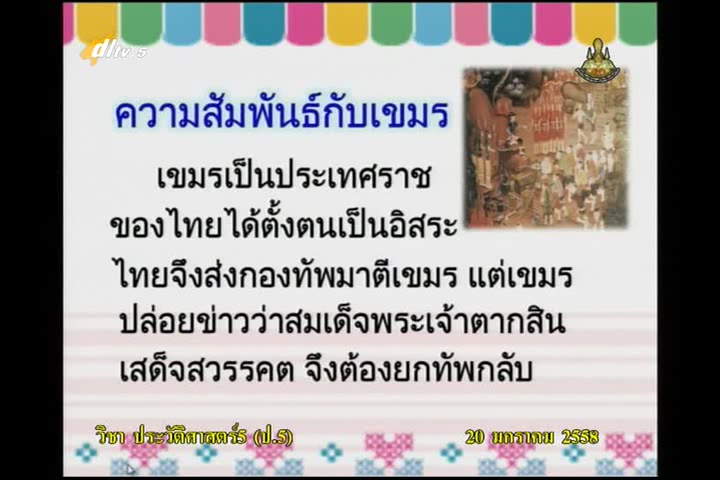 dltv 5
ความสัมพันธ์กับเขมร
เขมรเป็นประเทศราช
ของไทยได้ตั้งตนเป็นอิสระ
ไทยจึงส่งกองทัพมาตีเขมร แต่เขมร
ปล่อยข่าวว่าสมเด็จพระเจ้าตากสิน
เสด็จสวรรคต จึงต้องยกทัพกลับ
วิชา ประวัติศาสตร์5 (ป.5)
20 มกราคม 2558